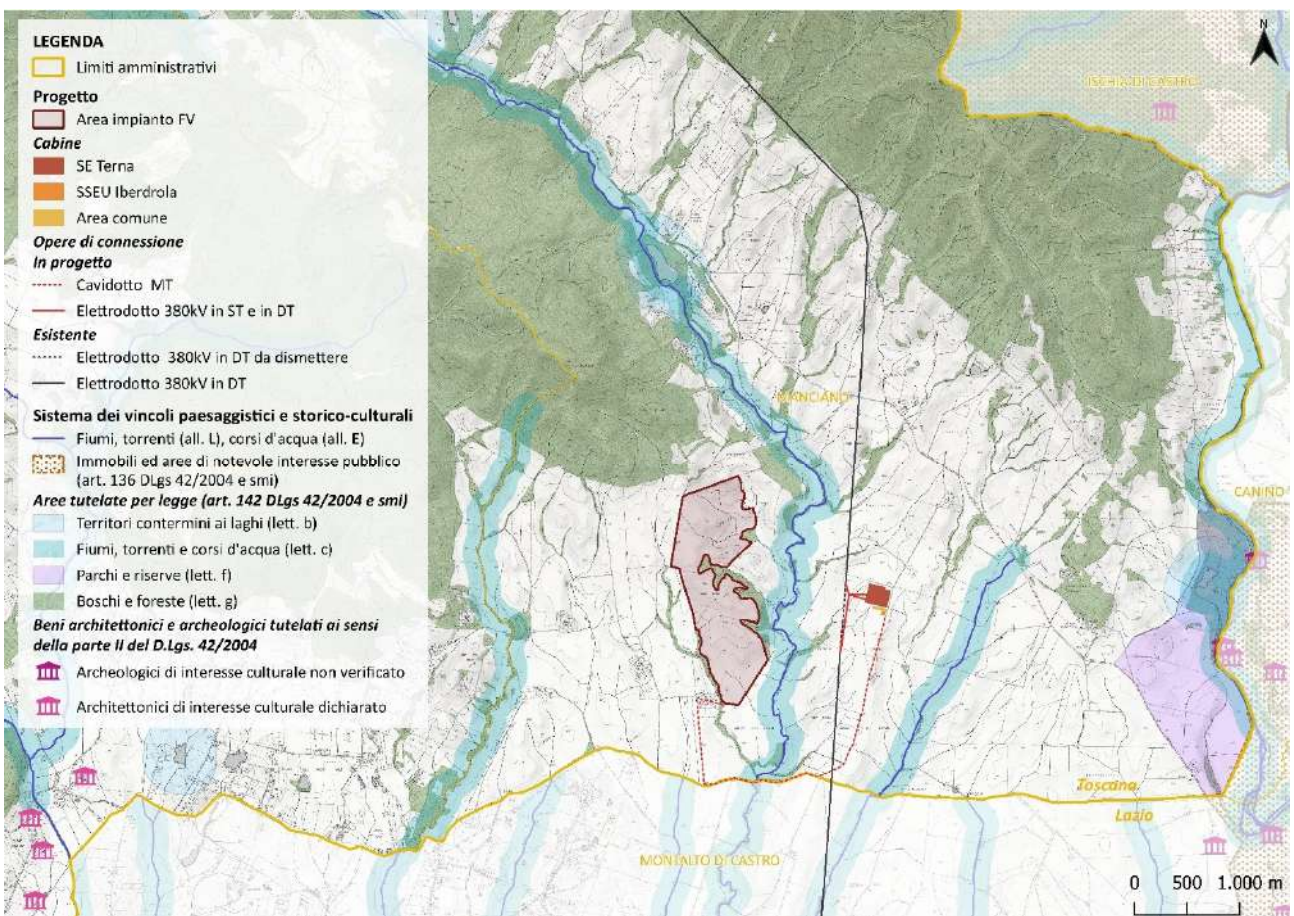 LEGENDA
Limiti amministrativi
Progetto
Area impianto FV
Cabine
SE Terna
SSEU Iberdrola
Area comune
Opere di connessione
In progetto
Cavidotto MT
Elettrodotto 380kV in ST e in DT
Esistente
Elettrodotto 380kV in DT da dismettere
Elettrodotto 380kV in DT
Sistema dei vincoli paesaggistici e storico-culturali
Fiumi, torrenti (all. L), corsi d'acqua (all. E)
Immobili ed aree di notevole interesse pubblico
(art. 136 DLgs 42/2004 e smi)
Aree tutelate per legge (art. 142 DLgs 42/2004 e smi)
Territori contermini ai laghi (lett. b)
Fiumi, torrenti e corsi d'acqua (lett. c)
Parchi e riserve (lett. f)
Boschi e foreste (lett. g)
Beni architettonici e archeologici tutelati ai sensi
della parte II del D.Lgs. 42/2004
Archeologici di interesse culturale non verificato
Architettonici di interesse culturale dichiarato
N
ISCHIA DI CASTRO
MANCIANO
CANINO
Toscana
Lazio
MONTALTO DI CASTRO
0 500 1.000 m